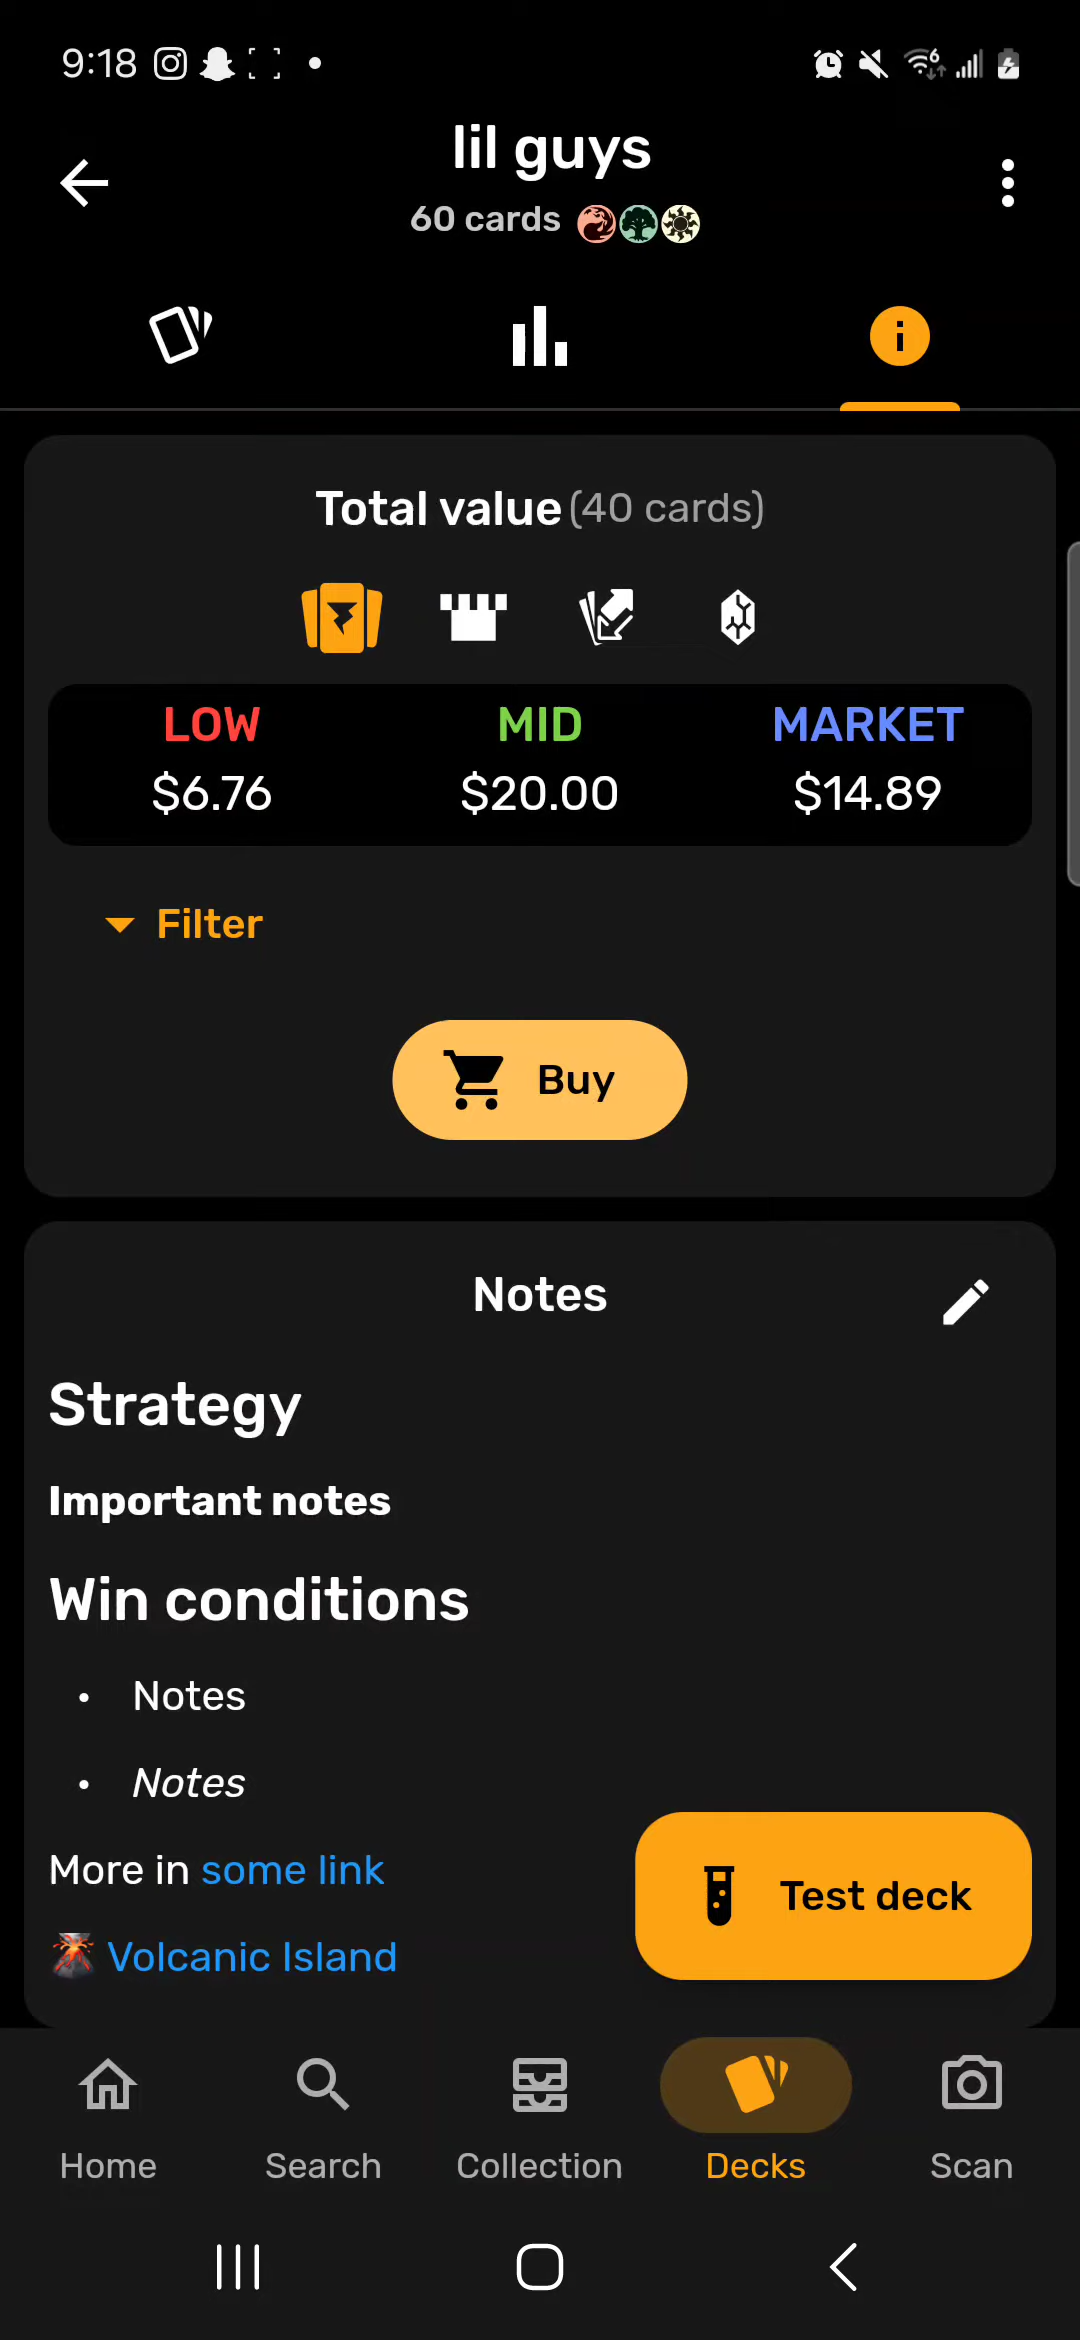 9:18
lil guys
60 cards
Total value (40 cards)
LOW MID MARKET
$6.76 $20.00 $14.89
Filter
Buy
Notes
Strategy
Important notes
Win conditions
• Notes
• Notes
More in some link
🌋 Volcanic Island
Test deck
Home Search Collection Decks Scan